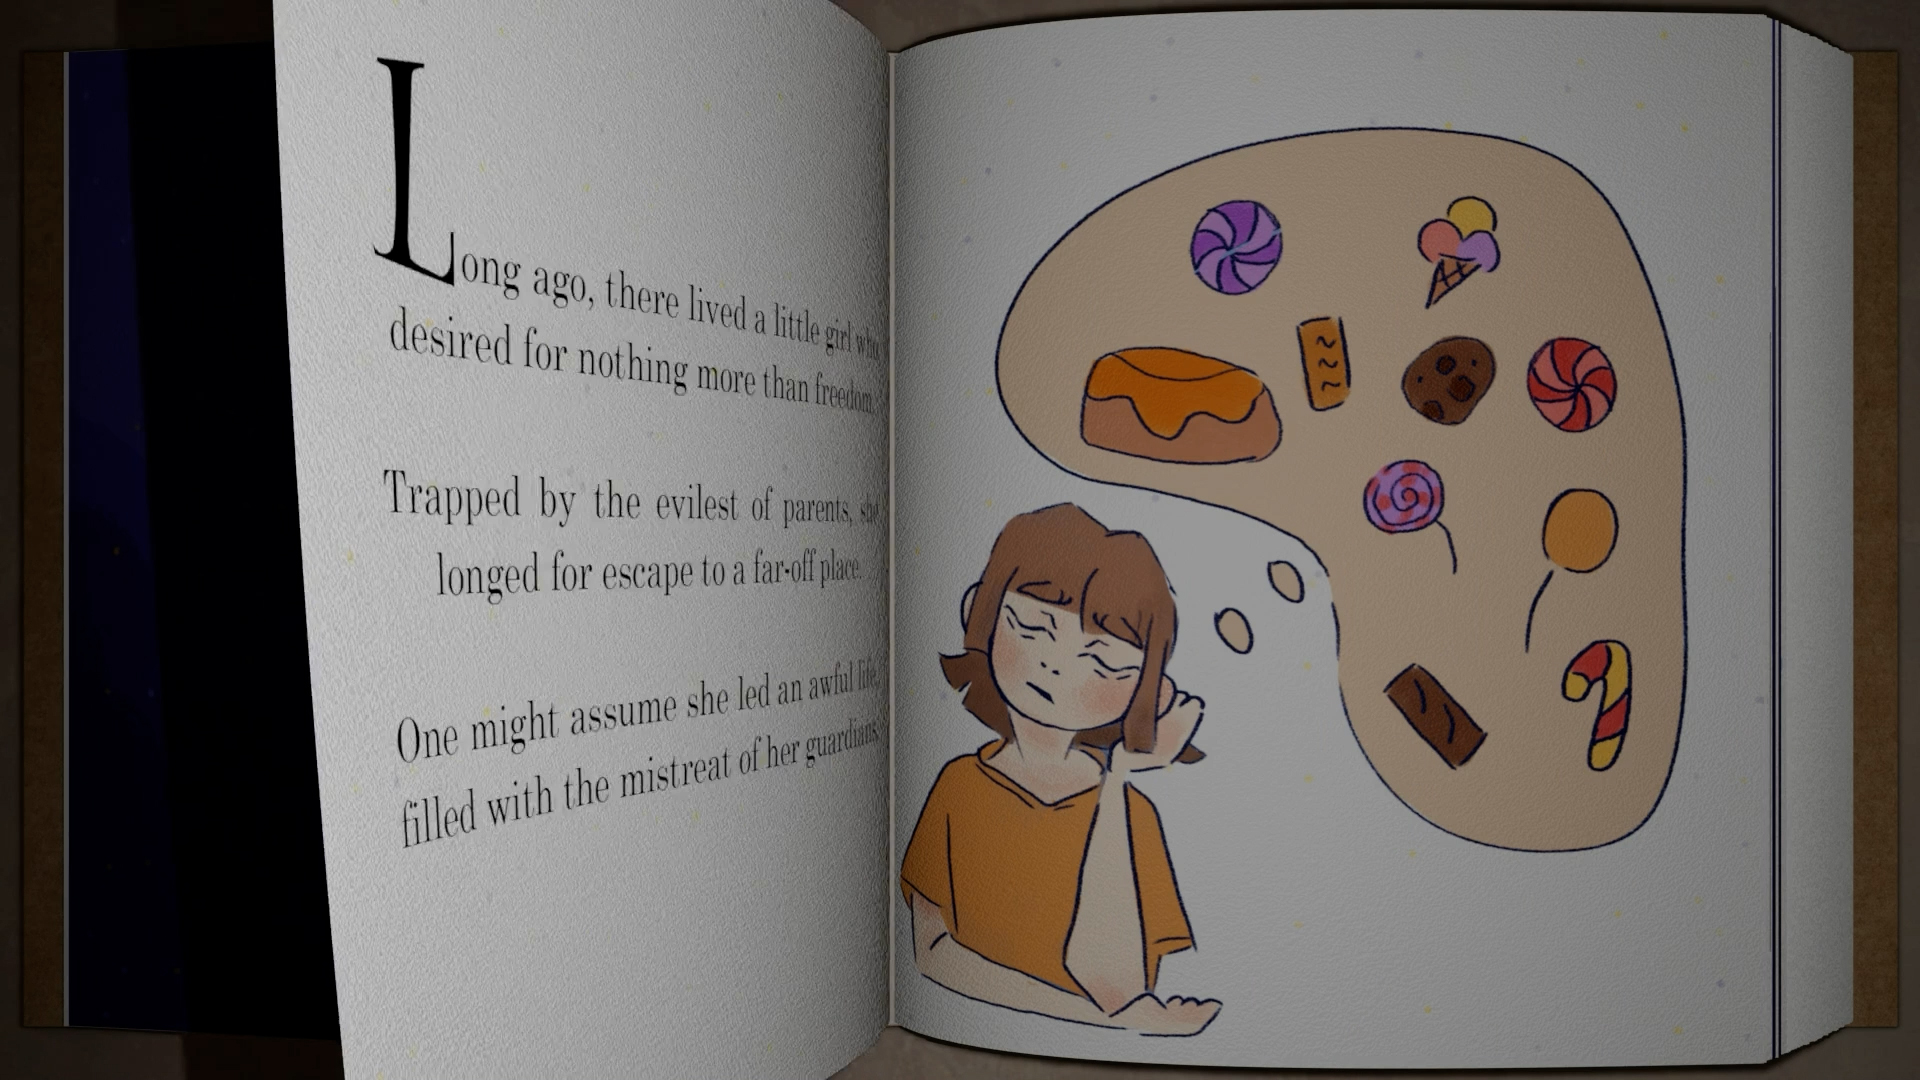 Long ago, there lived a little girl who
desired for nothing more than freedom.
Trapped by the evilest of parents, she
longed for escape to a far-off place.
One might assume she led an awful life,
filled with the mistreat of her guardians.